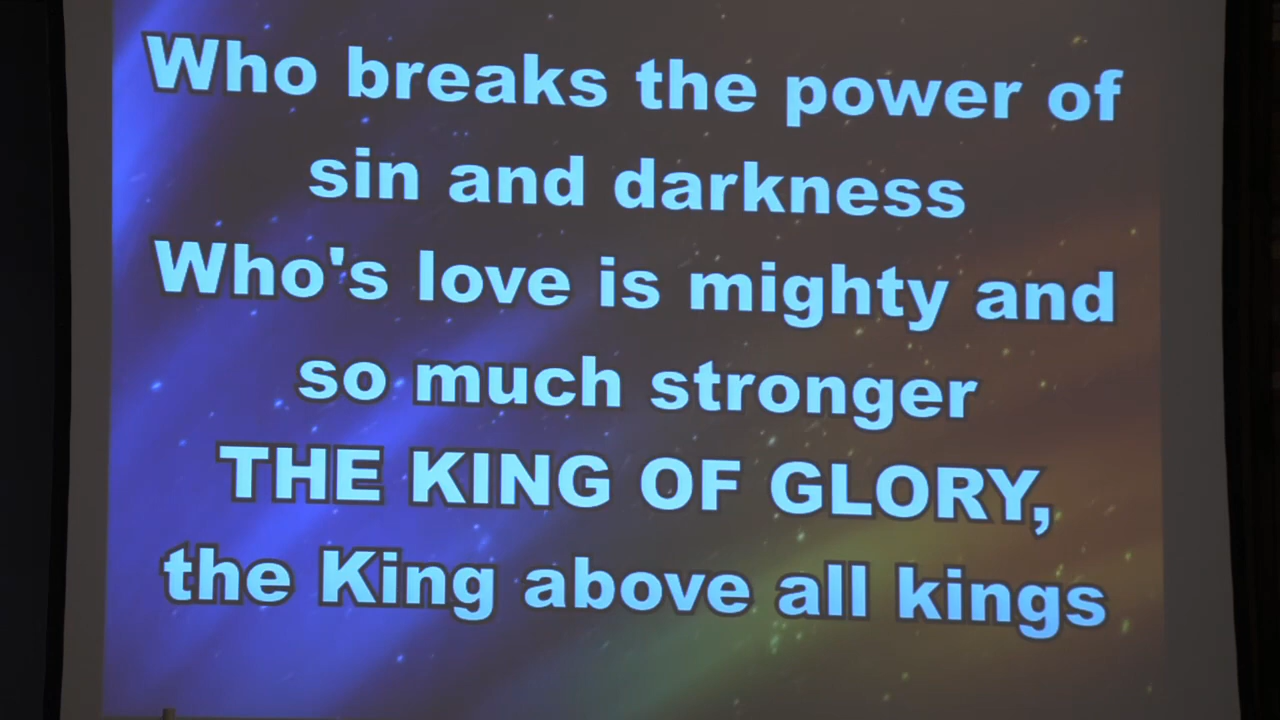 Who breaks the power of
sin and darkness
Who's love is mighty and
so much stronger
THE KING OF GLORY,
the King above all kings